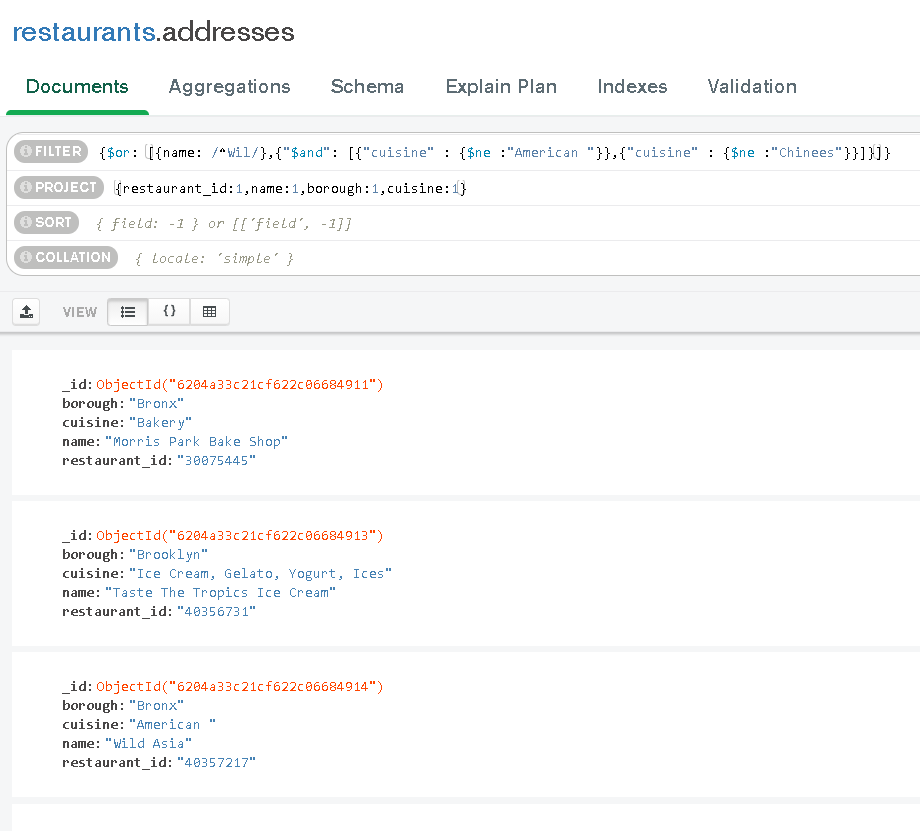 restaurants.addresses
Documents Aggregations Schema Explain Plan Indexes Validation
FILTER {$or: [{name: /^Wil/},{"$and": [{"cuisine" : {$ne :"American "}},{"cuisine" : {$ne :"Chinees"}}]}]}
PROJECT {restaurant_id:1,name:1,borough:1,cuisine:1}
SORT { field: -1 } or [['field', -1]]
COLLATION { locale: 'simple' }
VIEW {}
_id: ObjectId("6204a33c21cf622c06684911")
borough: "Bronx"
cuisine: "Bakery"
name: "Morris Park Bake Shop"
restaurant_id: "30075445"
_id: ObjectId("6204a33c21cf622c06684913")
borough: "Brooklyn"
cuisine: "Ice Cream, Gelato, Yogurt, Ices"
name: "Taste The Tropics Ice Cream"
restaurant_id: "40356731"
_id: ObjectId("6204a33c21cf622c06684914")
borough: "Bronx"
cuisine: "American "
name: "Wild Asia"
restaurant_id: "40357217"